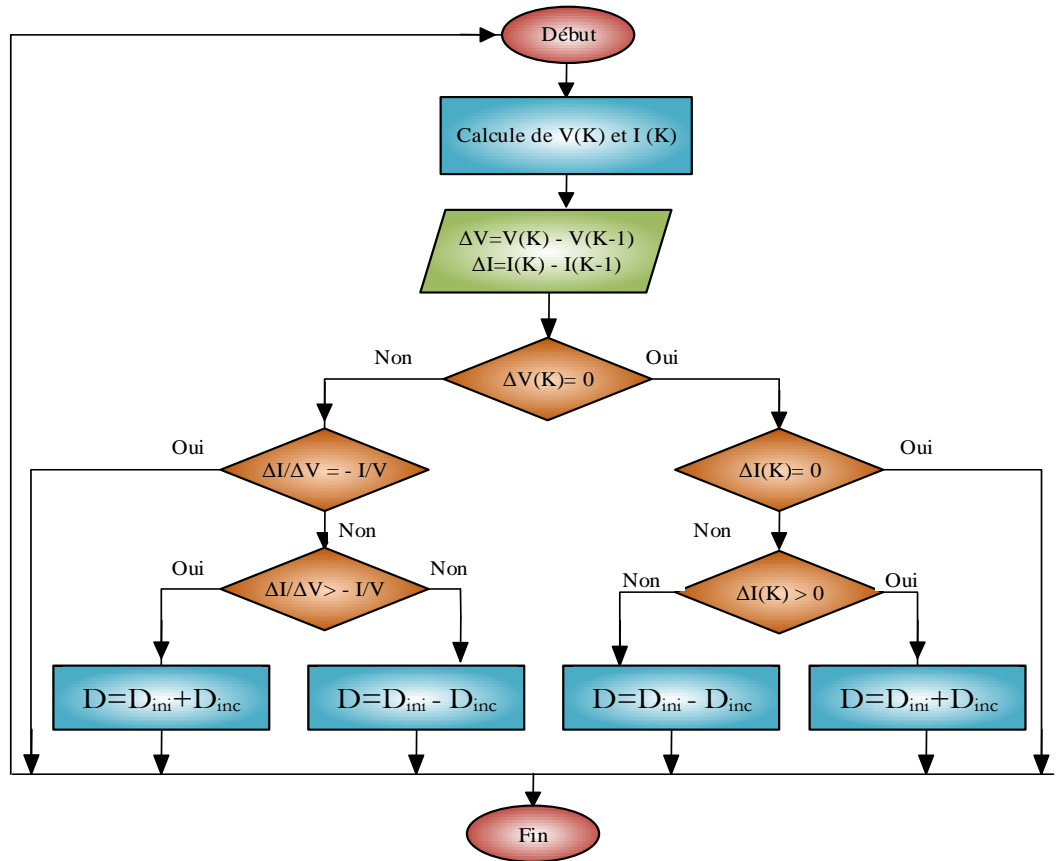 Début
Calcule de V(K) et I (K)
ΔV=V(K) - V(K-1)
ΔI=I(K) - I(K-1)
Non
Oui
ΔV(K)= 0
Oui
ΔI/ΔV = - I/V
ΔI(K)= 0
Oui
Non
Non
Oui
ΔI/ΔV> - I/V
Non
Non
ΔI(K) > 0
Oui
D=Dini+Dinc
D=Dini - Dinc
D=Dini - Dinc
D=Dini+Dinc
Fin